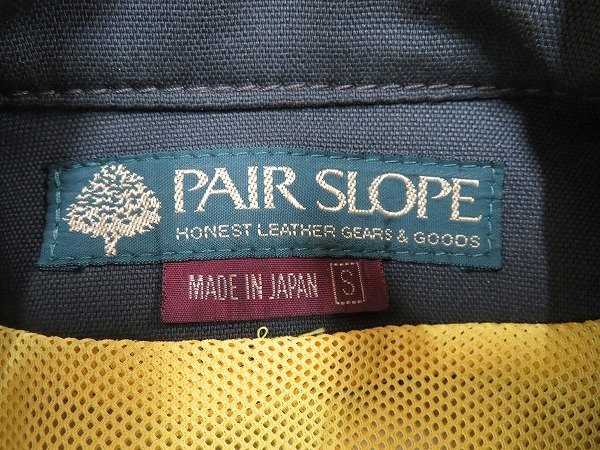 PAIR SLOPE
HONEST LEATHER GEARS & GOODS
MADE IN JAPAN S